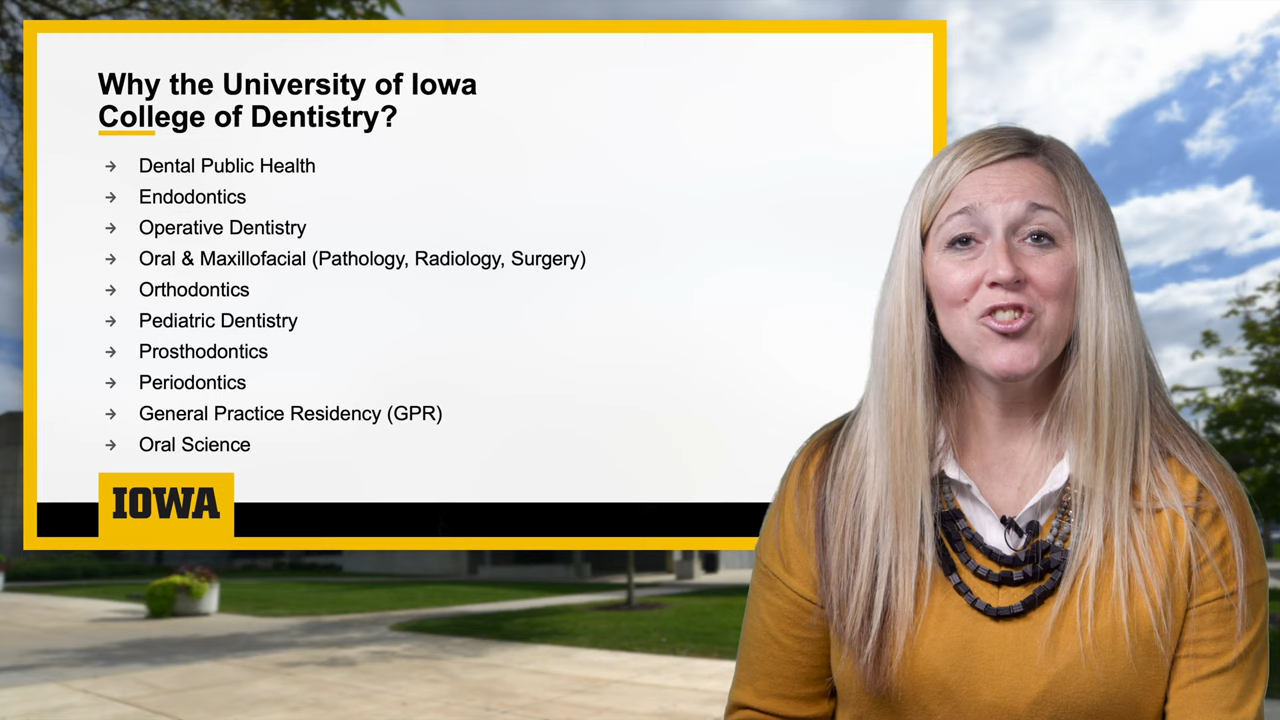 Why the University of Iowa
College of Dentistry?
→ Dental Public Health
→ Endodontics
→ Operative Dentistry
→ Oral & Maxillofacial (Pathology, Radiology, Surgery)
→ Orthodontics
→ Pediatric Dentistry
→ Prosthodontics
→ Periodontics
→ General Practice Residency (GPR)
→ Oral Science
IOWA